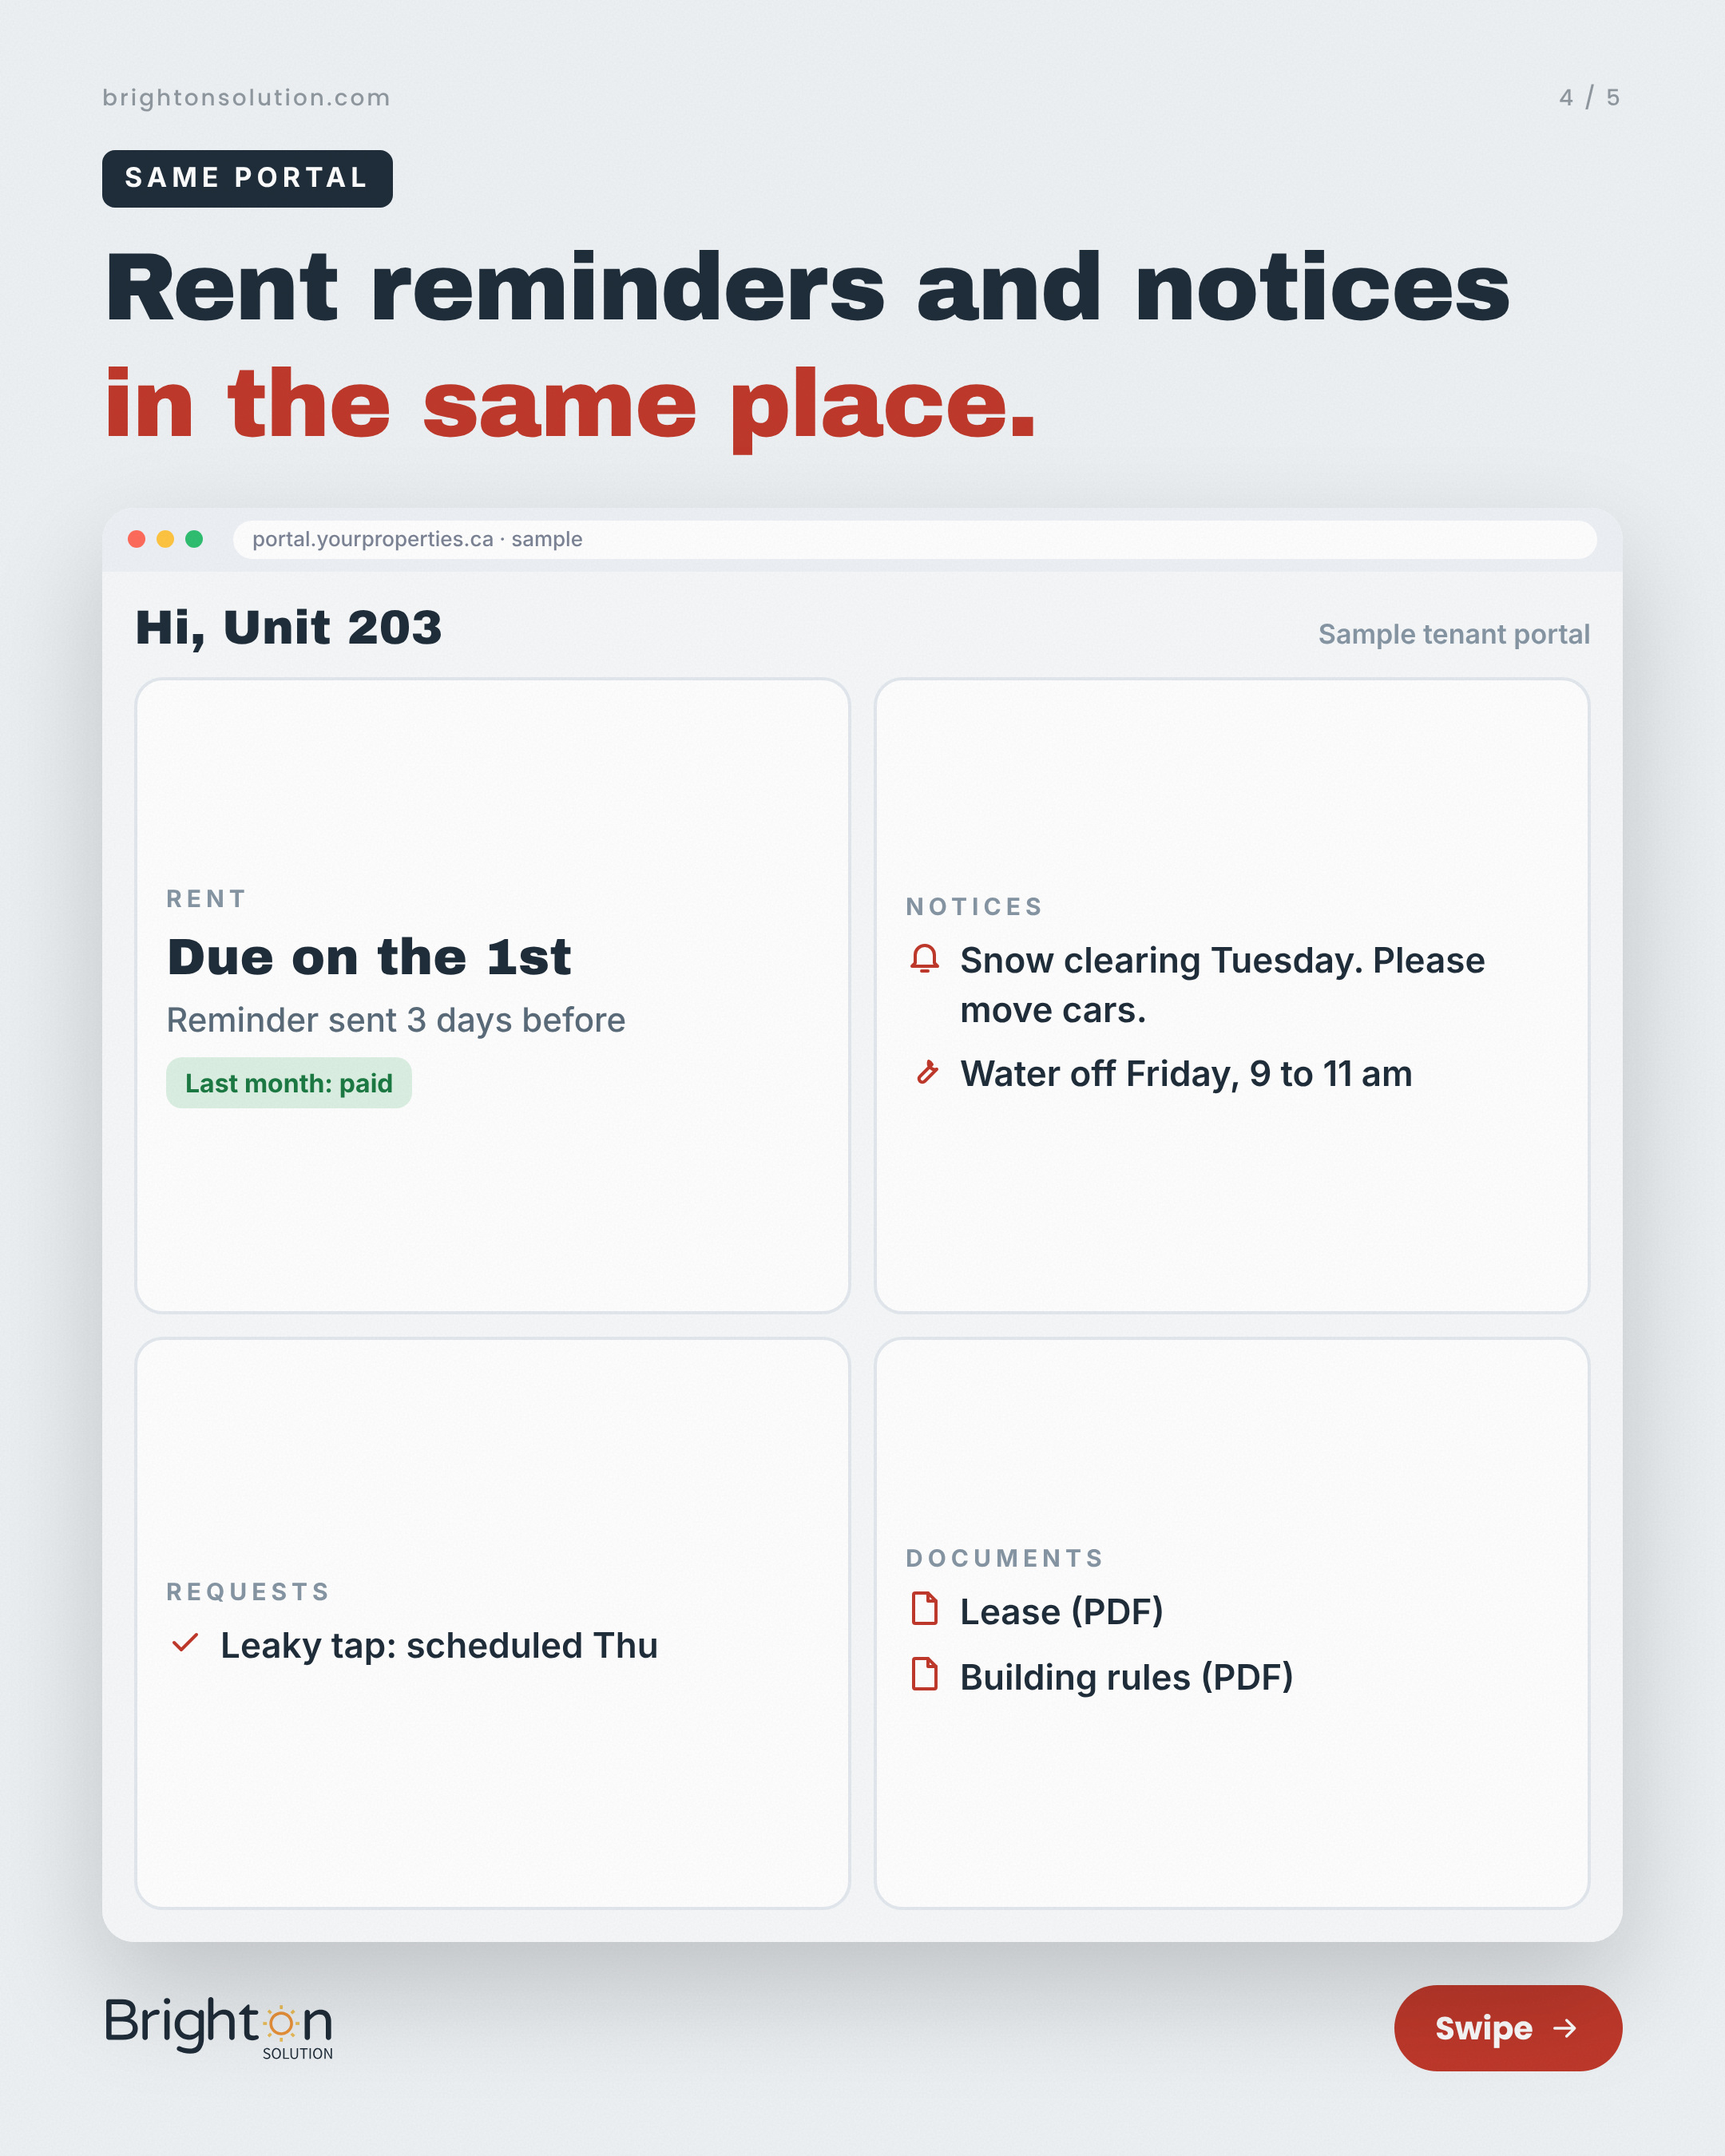 brightonsolution.com
4 / 5
SAME PORTAL
Rent reminders and notices
in the same place.
portal.yourproperties.ca · sample
Hi, Unit 203
Sample tenant portal
RENT
Due on the 1st
Reminder sent 3 days before
Last month: paid
NOTICES
Snow clearing Tuesday. Please
move cars.
Water off Friday, 9 to 11 am
REQUESTS
Leaky tap: scheduled Thu
DOCUMENTS
Lease (PDF)
Building rules (PDF)
Brighton
SOLUTION
Swipe →